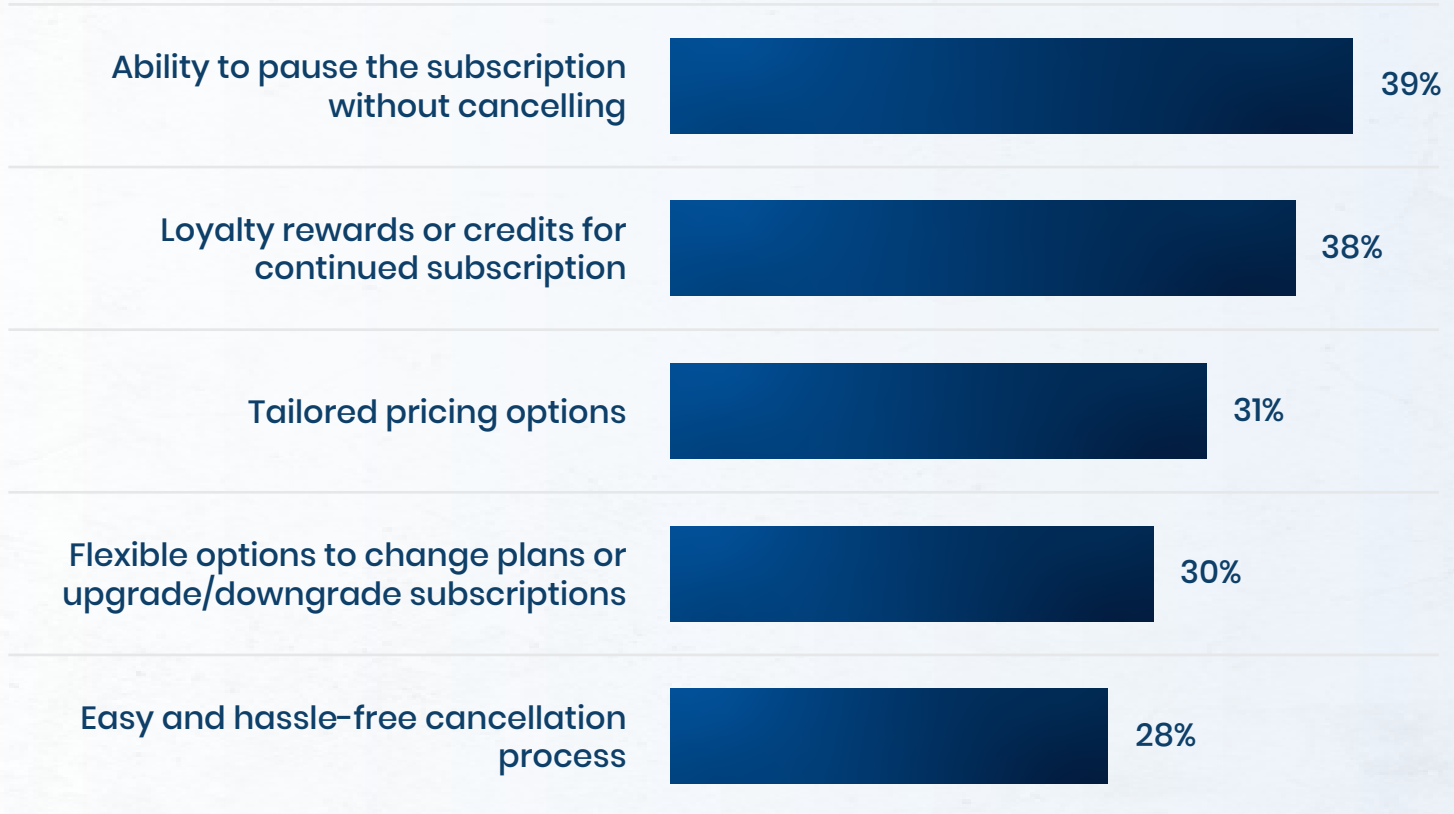 Ability to pause the subscription
without cancelling
39%
Loyalty rewards or credits for
continued subscription
38%
Tailored pricing options
31%
Flexible options to change plans or
upgrade/downgrade subscriptions
30%
Easy and hassle-free cancellation
process
28%